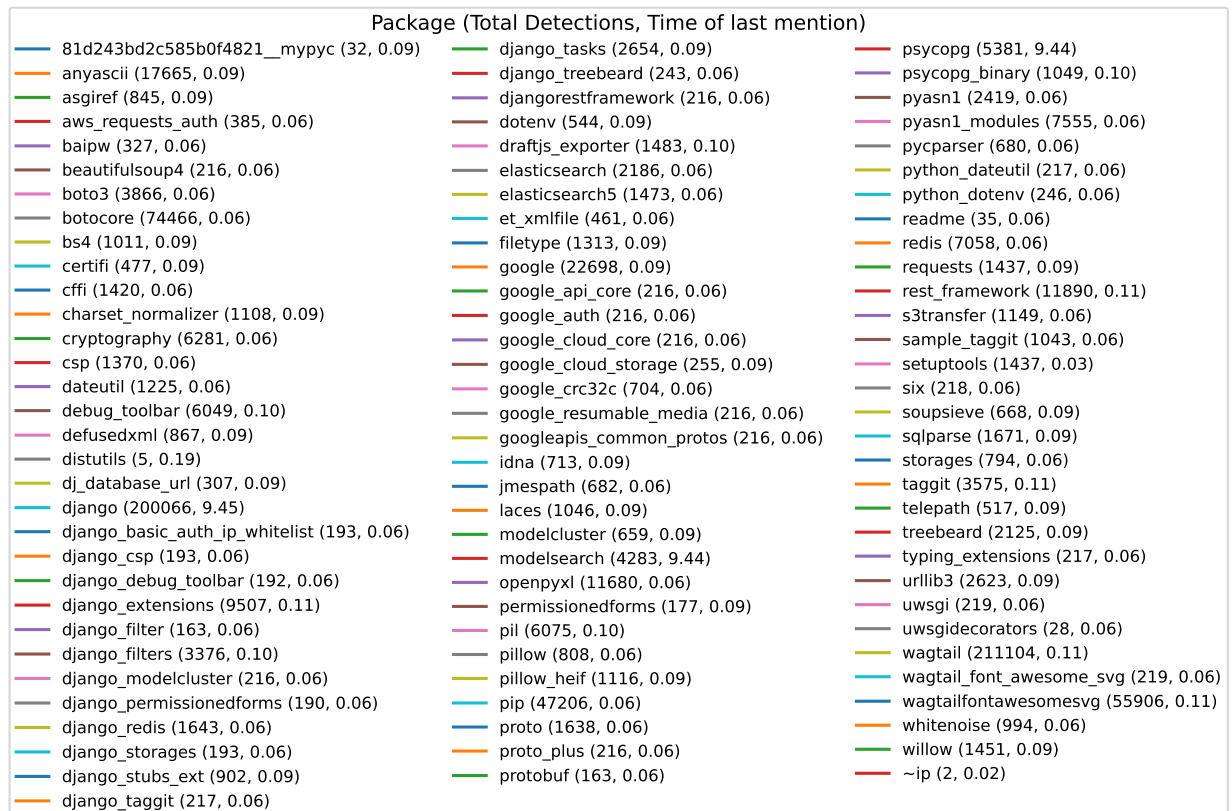 Package (Total Detections, Time of last mention)
81d243bd2c585b0f4821__mypyc (32, 0.09)
anyascii (17665, 0.09)
asgiref (845, 0.09)
aws_requests_auth (385, 0.06)
baipw (327, 0.06)
beautifulsoup4 (216, 0.06)
boto3 (3866, 0.06)
botocore (74466, 0.06)
bs4 (1011, 0.09)
certifi (477, 0.09)
cffi (1420, 0.06)
charset_normalizer (1108, 0.09)
cryptography (6281, 0.06)
csp (1370, 0.06)
dateutil (1225, 0.06)
debug_toolbar (6049, 0.10)
defusedxml (867, 0.09)
distutils (5, 0.19)
dj_database_url (307, 0.09)
django (200066, 9.45)
django_basic_auth_ip_whitelist (193, 0.06)
django_csp (193, 0.06)
django_debug_toolbar (192, 0.06)
django_extensions (9507, 0.11)
django_filter (163, 0.06)
django_filters (3376, 0.10)
django_modelcluster (216, 0.06)
django_permissionedforms (190, 0.06)
django_redis (1643, 0.06)
django_storages (193, 0.06)
django_stubs_ext (902, 0.09)
django_taggit (217, 0.06)
django_tasks (2654, 0.09)
django_treebeard (243, 0.06)
djangorestframework (216, 0.06)
dotenv (544, 0.09)
draftjs_exporter (1483, 0.10)
elasticsearch (2186, 0.06)
elasticsearch5 (1473, 0.06)
et_xmlfile (461, 0.06)
filetype (1313, 0.09)
google (22698, 0.09)
google_api_core (216, 0.06)
google_auth (216, 0.06)
google_cloud_core (216, 0.06)
google_cloud_storage (255, 0.09)
google_crc32c (704, 0.06)
google_resumable_media (216, 0.06)
googleapis_common_protos (216, 0.06)
idna (713, 0.09)
jmespath (682, 0.06)
laces (1046, 0.09)
modelcluster (659, 0.09)
modelsearch (4283, 9.44)
openpyxl (11680, 0.06)
permissionedforms (177, 0.09)
pil (6075, 0.10)
pillow (808, 0.06)
pillow_heif (1116, 0.09)
pip (47206, 0.06)
proto (1638, 0.06)
proto_plus (216, 0.06)
protobuf (163, 0.06)
psycopg (5381, 9.44)
psycopg_binary (1049, 0.10)
pyasn1 (2419, 0.06)
pyasn1_modules (7555, 0.06)
pycparser (680, 0.06)
python_dateutil (217, 0.06)
python_dotenv (246, 0.06)
readme (35, 0.06)
redis (7058, 0.06)
requests (1437, 0.09)
rest_framework (11890, 0.11)
s3transfer (1149, 0.06)
sample_taggit (1043, 0.06)
setuptools (1437, 0.03)
six (218, 0.06)
soupsieve (668, 0.09)
sqlparse (1671, 0.09)
storages (794, 0.06)
taggit (3575, 0.11)
telepath (517, 0.09)
treebeard (2125, 0.09)
typing_extensions (217, 0.06)
urllib3 (2623, 0.09)
uwsgi (219, 0.06)
uwsgidecorators (28, 0.06)
wagtail (211104, 0.11)
wagtail_font_awesome_svg (219, 0.06)
wagtailfontawesomesvg (55906, 0.11)
whitenoise (994, 0.06)
willow (1451, 0.09)
~ip (2, 0.02)